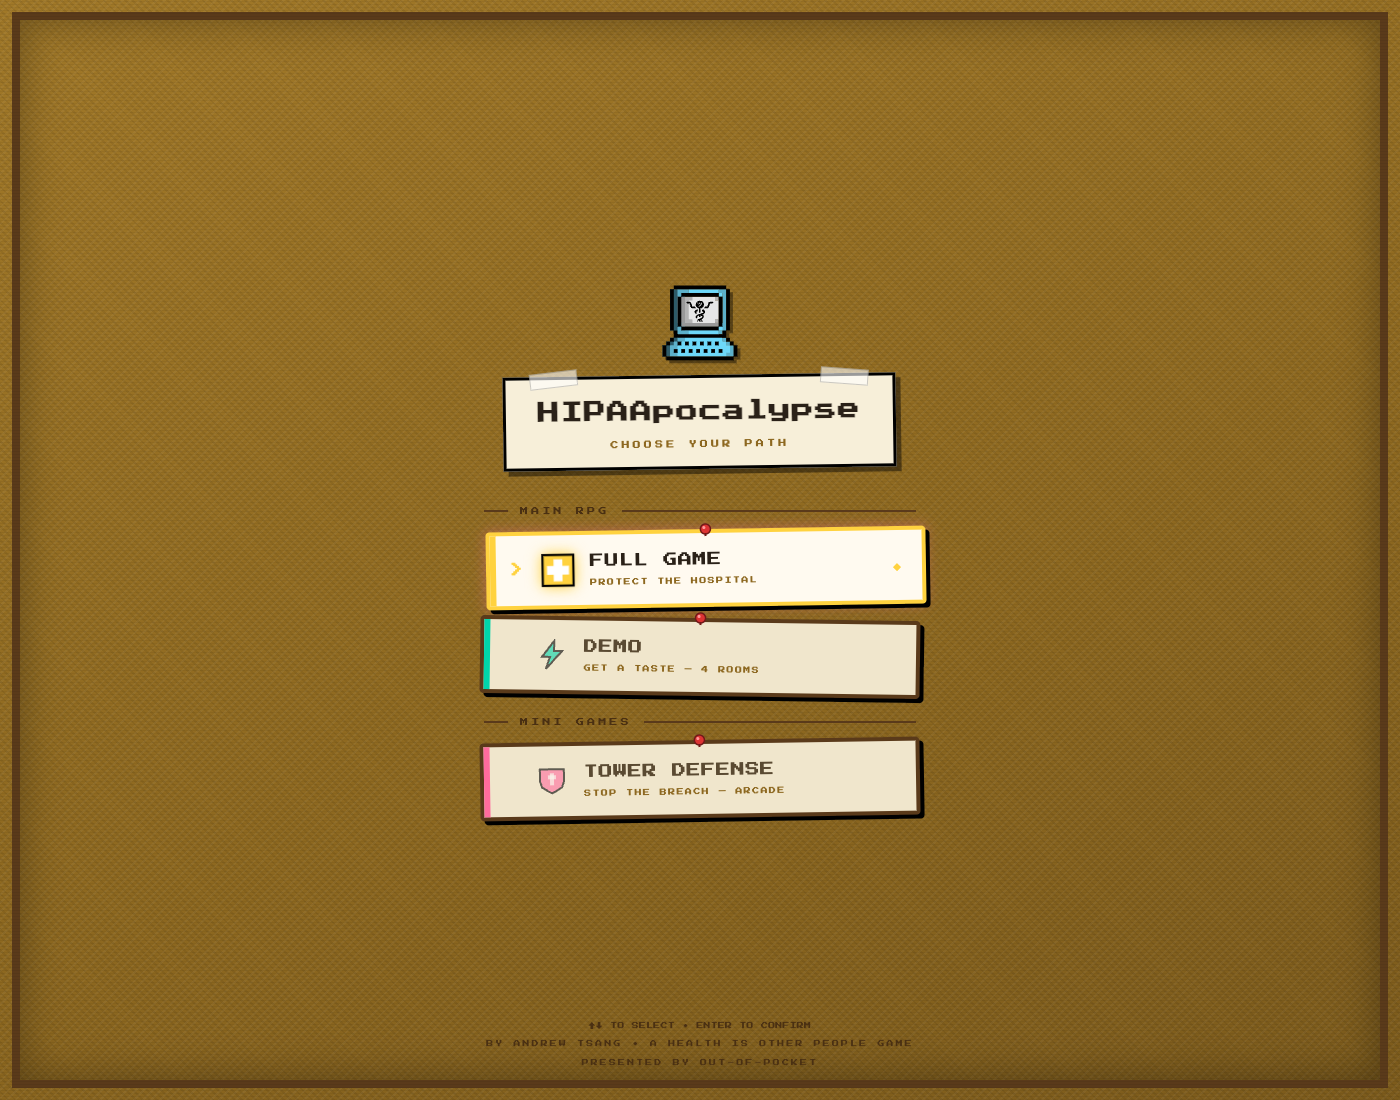 HIPAApocalypse
CHOOSE YOUR PATH
MAIN RPG
FULL GAME
PROTECT THE HOSPITAL
DEMO
GET A TASTE — 4 ROOMS
MINI GAMES
TOWER DEFENSE
STOP THE BREACH — ARCADE
↑↓ TO SELECT • ENTER TO CONFIRM
BY ANDREW TSANG • A HEALTH IS OTHER PEOPLE GAME
PRESENTED BY OUT-OF-POCKET